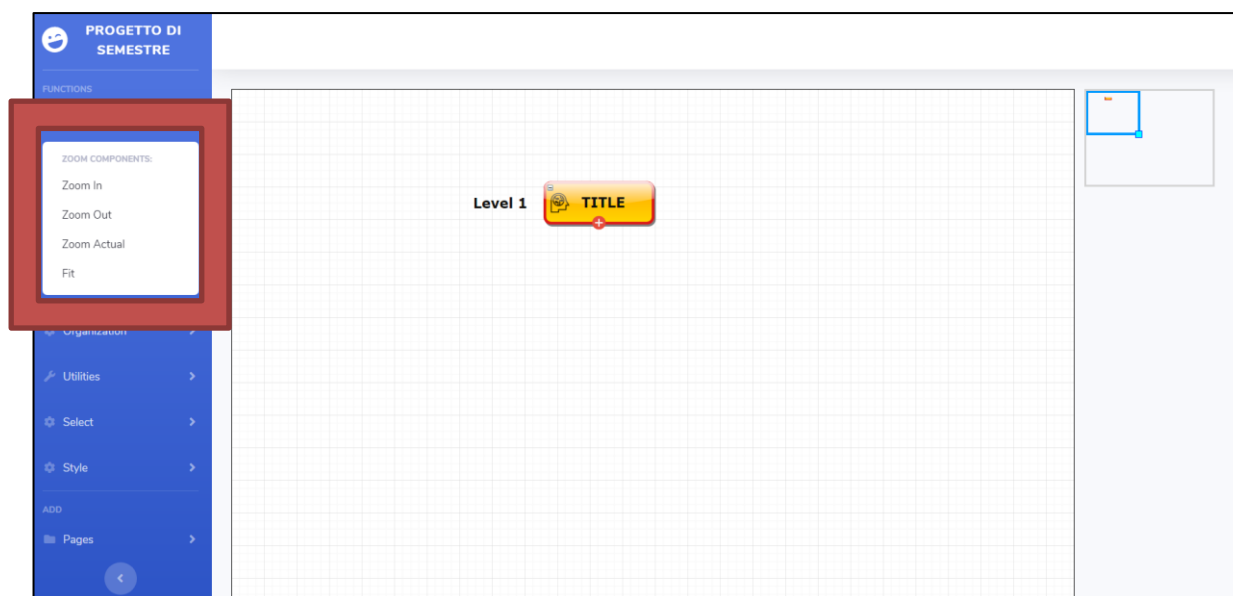 PROGETTO DI
SEMESTRE
FUNCTIONS
ZOOM COMPONENTS:
Zoom In
Zoom Out
Zoom Actual
Fit
Organization
Utilities
Select
Style
ADD
Pages
Level 1 TITLE